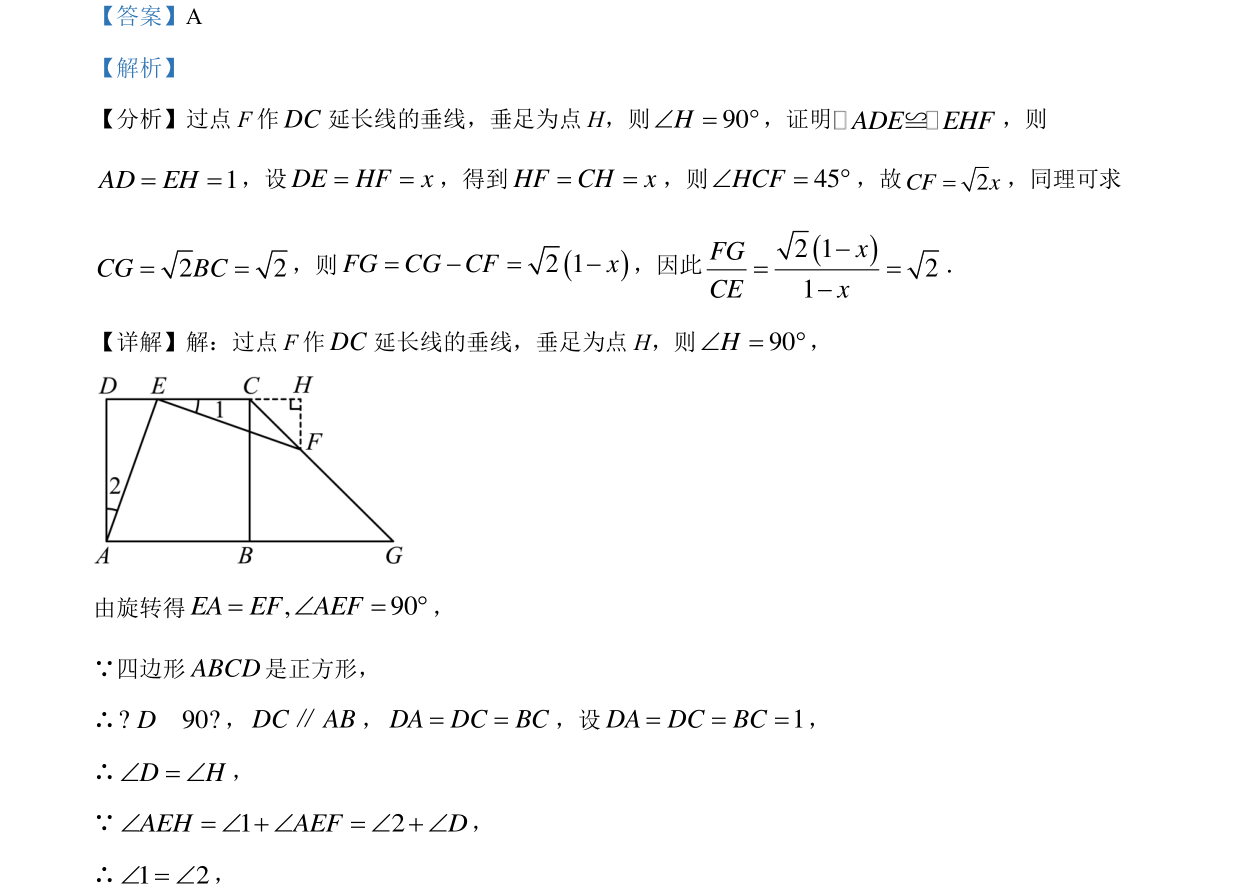 【答案】A
【解析】
【分析】过点 F 作 DC 延长线的垂线，垂足为点 H，则∠H = 90°，证明□ADE≌□EHF，则
AD = EH = 1，设 DE = HF = x，得到 HF = CH = x，则∠HCF = 45°，故 CF = √2x，同理可求
CG = √2BC = √2，则 FG = CG − CF = √2(1 − x)，因此 FG/CE = √2(1 − x)/(1 − x) = √2．
【详解】解：过点 F 作 DC 延长线的垂线，垂足为点 H，则∠H = 90°，
D E C H
1
F
2
A B G
由旋转得 EA = EF, ∠AEF = 90°，
∵四边形 ABCD 是正方形，
∴? D 90?，DC∥AB，DA = DC = BC，设 DA = DC = BC = 1，
∴∠D = ∠H，
∵∠AEH = ∠1 + ∠AEF = ∠2 + ∠D，
∴∠1 = ∠2，